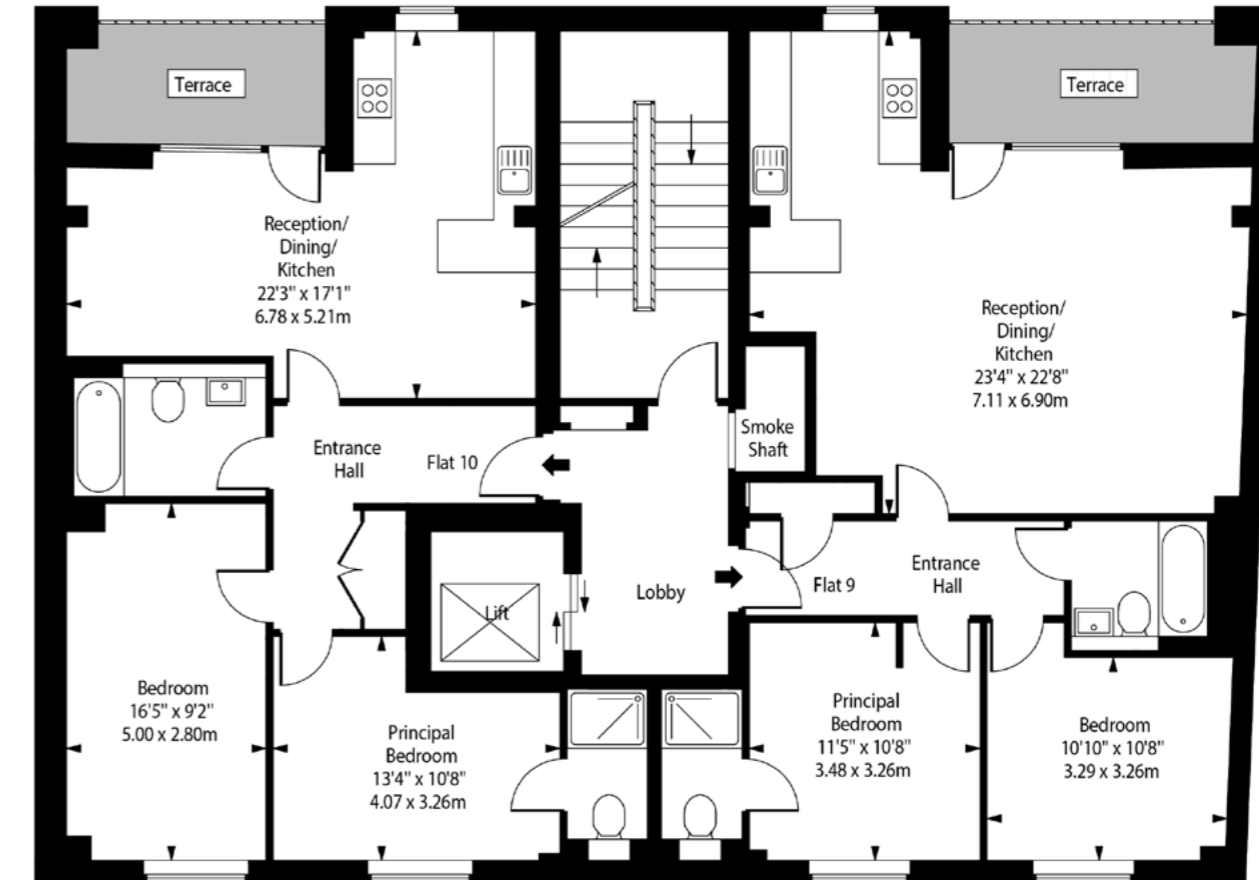 Terrace
Terrace
Reception/
Dining/
Kitchen
22'3" x 17'1"
6.78 x 5.21m
Reception/
Dining/
Kitchen
23'4" x 22'8"
7.11 x 6.90m
Smoke
Shaft
Entrance
Hall
Flat 10
Lift
Lobby
Flat 9
Entrance
Hall
Bedroom
16'5" x 9'2"
5.00 x 2.80m
Principal
Bedroom
13'4" x 10'8"
4.07 x 3.26m
Principal
Bedroom
11'5" x 10'8"
3.48 x 3.26m
Bedroom
10'10" x 10'8"
3.29 x 3.26m